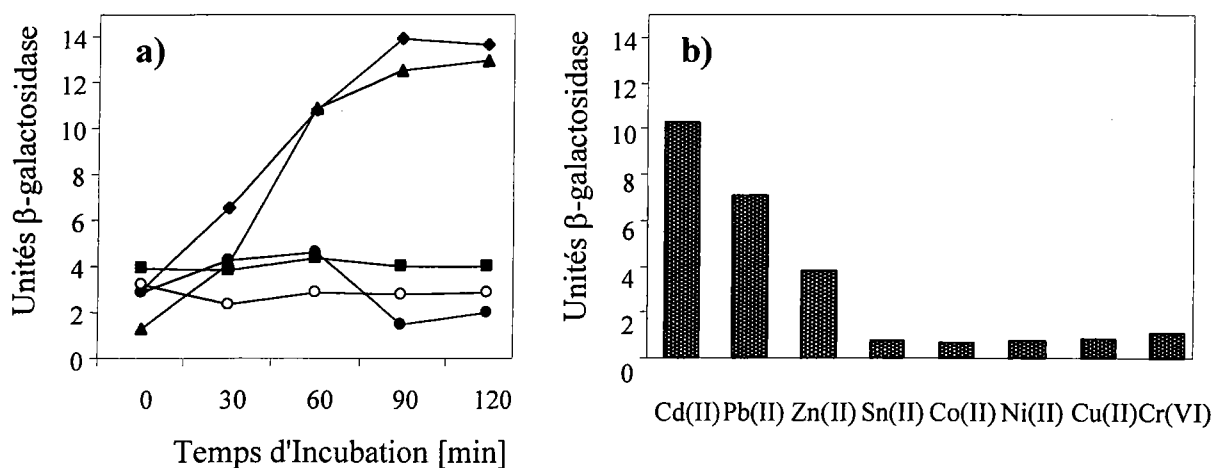 a)
Unités β-galactosidase
14
12
10
8
6
4
2
0
0 30 60 90 120
Temps d'Incubation [min]
b)
Unités β-galactosidase
14
12
10
8
6
4
2
0
Cd(II) Pb(II) Zn(II) Sn(II) Co(II) Ni(II) Cu(II) Cr(VI)